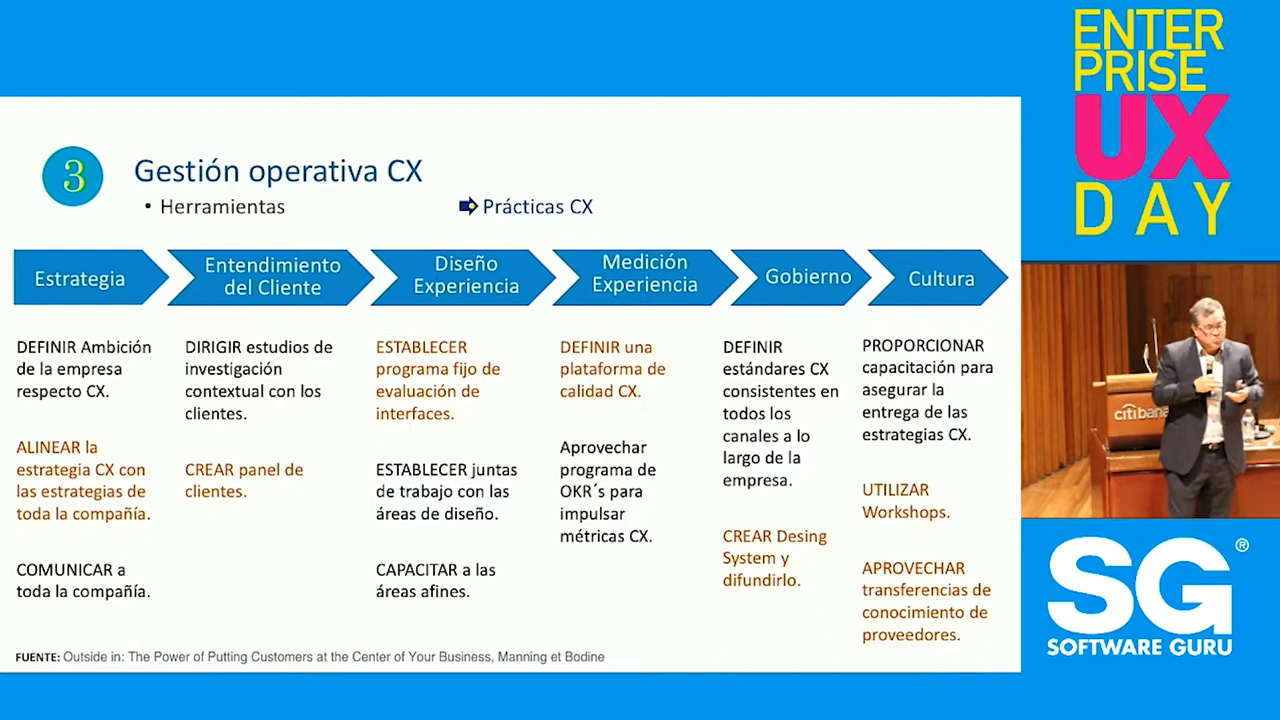 ENTER
PRISE
UX
DAY
3
Gestión operativa CX
• Herramientas
Prácticas CX
Estrategia
Entendimiento
del Cliente
Diseño
Experiencia
Medición
Experiencia
Gobierno
Cultura
DEFINIR Ambición
de la empresa
respecto CX.
ALINEAR la
estrategia CX con
las estrategias de
toda la compañía.
COMUNICAR a
toda la compañía.
DIRIGIR estudios de
investigación
contextual con los
clientes.
CREAR panel de
clientes.
ESTABLECER
programa fijo de
evaluación de
interfaces.
ESTABLECER juntas
de trabajo con las
áreas de diseño.
CAPACITAR a las
áreas afines.
DEFINIR una
plataforma de
calidad CX.
Aprovechar
programa de
OKR´s para
impulsar
métricas CX.
DEFINIR
estándares CX
consistentes en
todos los
canales a lo
largo de la
empresa.
CREAR Desing
System y
difundirlo.
PROPORCIONAR
capacitación para
asegurar la
entrega de las
estrategias CX.
UTILIZAR
Workshops.
APROVECHAR
transferencias de
conocimiento de
proveedores.
FUENTE: Outside in: The Power of Putting Customers at the Center of Your Business, Manning et Bodine
citibana
SG®
SOFTWARE GURU